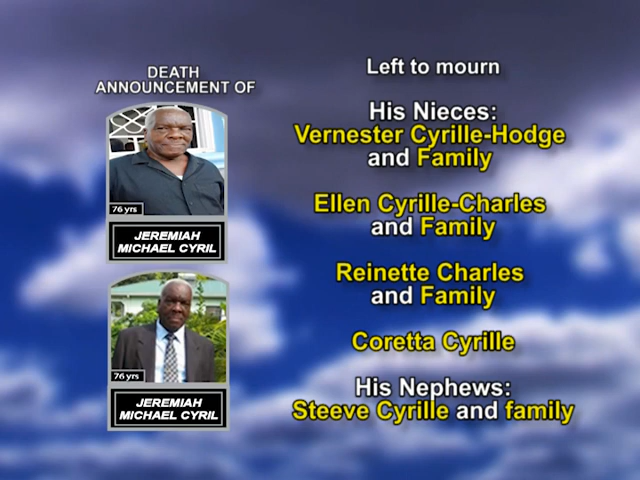 DEATH
ANNOUNCEMENT OF
76 yrs
JEREMIAH
MICHAEL CYRIL
76 yrs
JEREMIAH
MICHAEL CYRIL
Left to mourn
His Nieces:
Vernester Cyrille-Hodge
and Family
Ellen Cyrille-Charles
and Family
Reinette Charles
and Family
Coretta Cyrille
His Nephews:
Steeve Cyrille and family